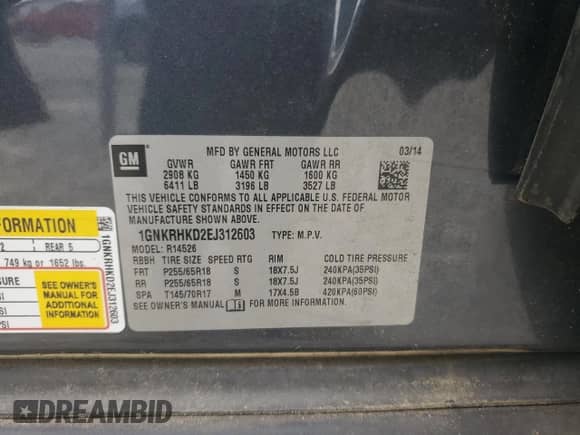 GM
MFD BY GENERAL MOTORS LLC 03/14
GVWR GAWR FRT GAWR RR
2908 KG 1450 KG 1600 KG
6411 LB 3196 LB 3527 LB
THIS VEHICLE CONFORMS TO ALL APPLICABLE U.S. FEDERAL MOTOR
VEHICLE SAFETY STANDARDS IN EFFECT ON THE DATE OF
MANUFACTURE SHOWN ABOVE.
1GNKRHKD2EJ312603 TYPE: M.P.V.
MODEL: R14526
RBBH TIRE SIZE SPEED RTG RIM COLD TIRE PRESSURE
FRT P255/65R18 S 18X7.5J 240KPA(35PSI)
RR P255/65R18 S 18X7.5J 240KPA(35PSI)
SPA T145/70R17 M 17X4.5B 420KPA(60PSI)
SEE OWNER'S MANUAL
FORMATION
2 REAR 5
749 kg or 1652 lbs.
SURE
SI
SI
PSI
SEE OWNER'S
MANUAL FOR
ADDITIONAL
INFORMATION
1GNKRHKD2EJ312603
DREAMBID